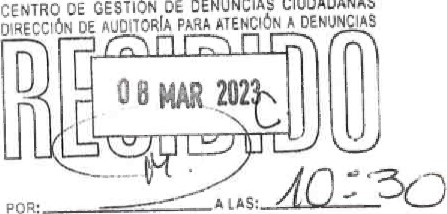 CENTRO DE GESTIÓN DE DENUNCIAS CIUDADANAS
DIRECCIÓN DE AUDITORÍA PARA ATENCIÓN A DENUNCIAS
RECIBIDO
08 MAR 2023
POR: A LAS: 10:30